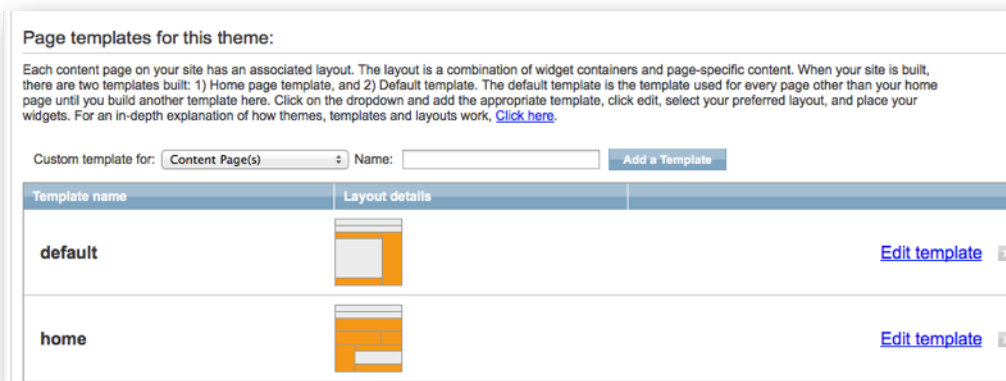 Page templates for this theme:
Each content page on your site has an associated layout. The layout is a combination of widget containers and page-specific content. When your site is built,
there are two templates built: 1) Home page template, and 2) Default template. The default template is the template used for every page other than your home
page until you build another template here. Click on the dropdown and add the appropriate template, click edit, select your preferred layout, and place your
widgets. For an in-depth explanation of how themes, templates and layouts work, Click here.
Custom template for: Content Page(s) Name: Add a Template
Template name Layout details
default Edit template
home Edit template